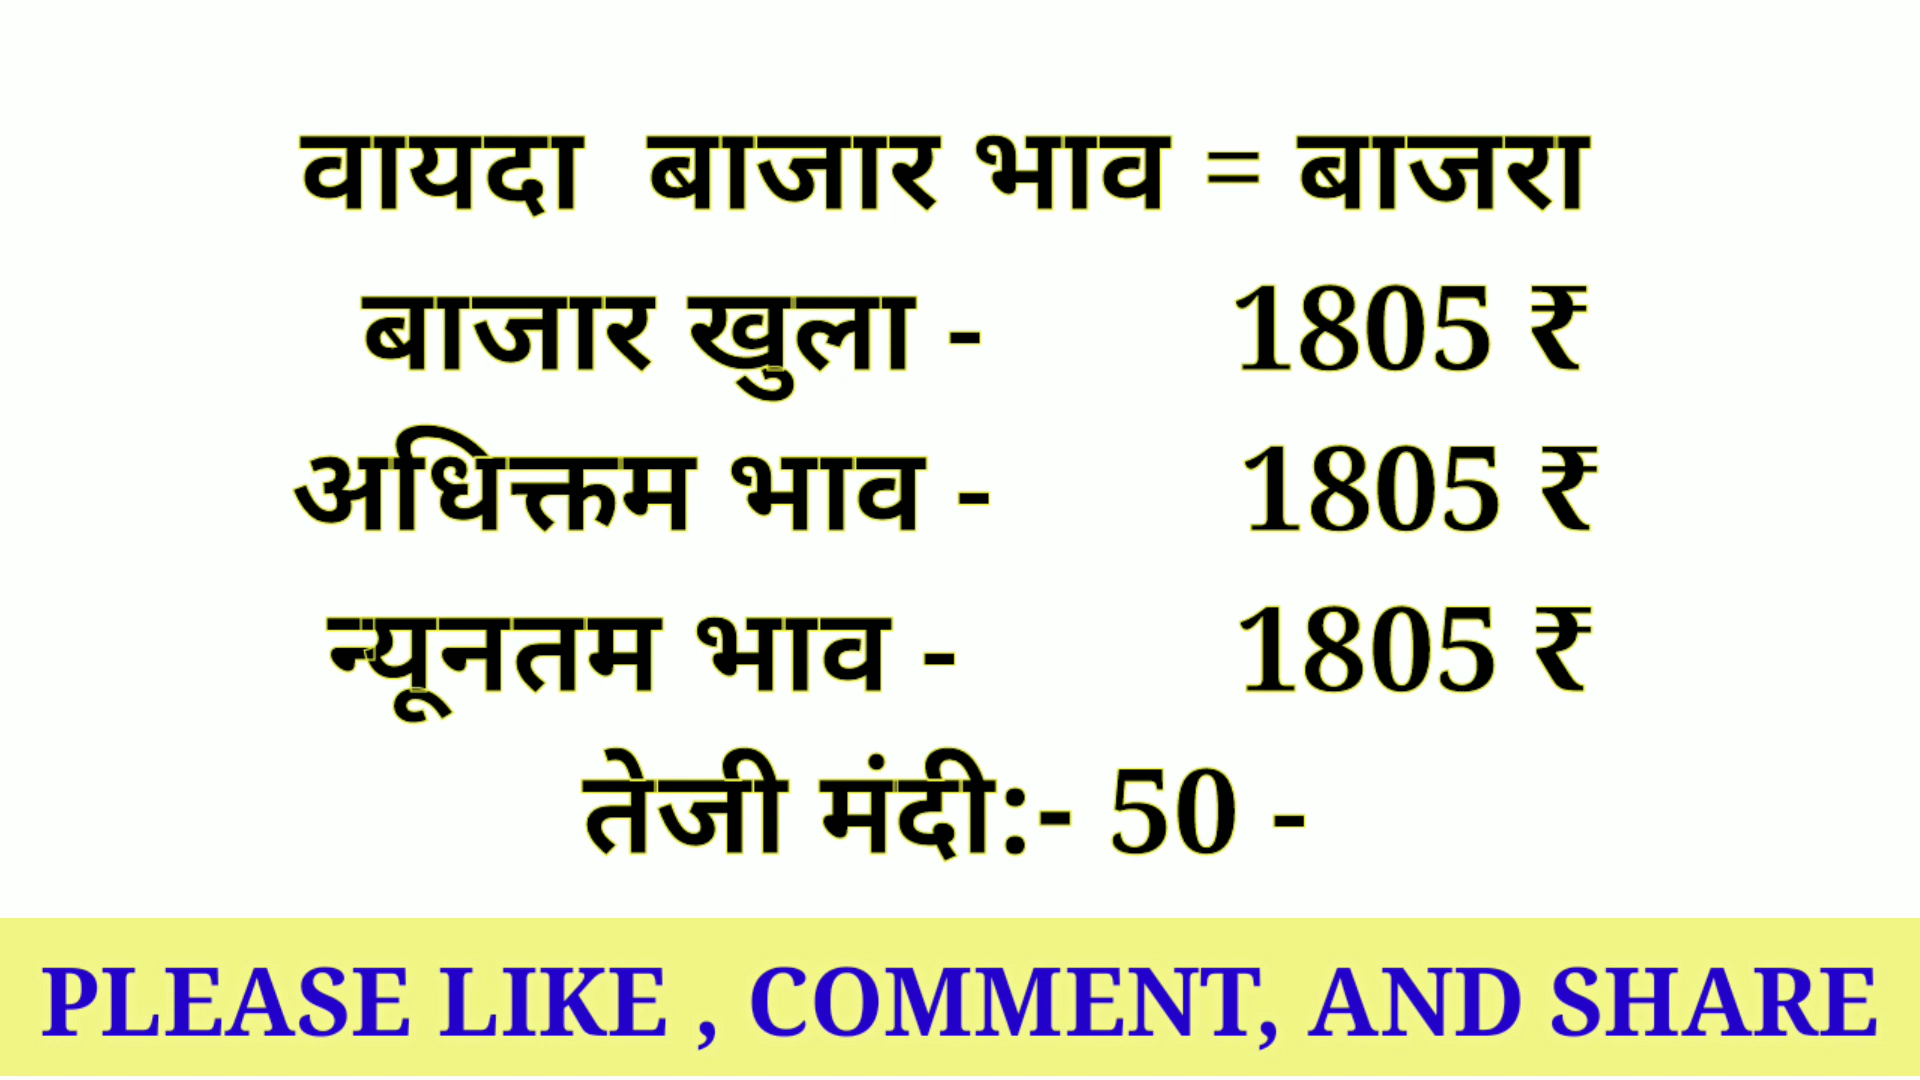 वायदा बाजार भाव = बाजरा
बाजार खुला - 1805 ₹
अधिक्तम भाव - 1805 ₹
न्यूनतम भाव - 1805 ₹
तेजी मंदी:- 50 -
PLEASE LIKE , COMMENT, AND SHARE